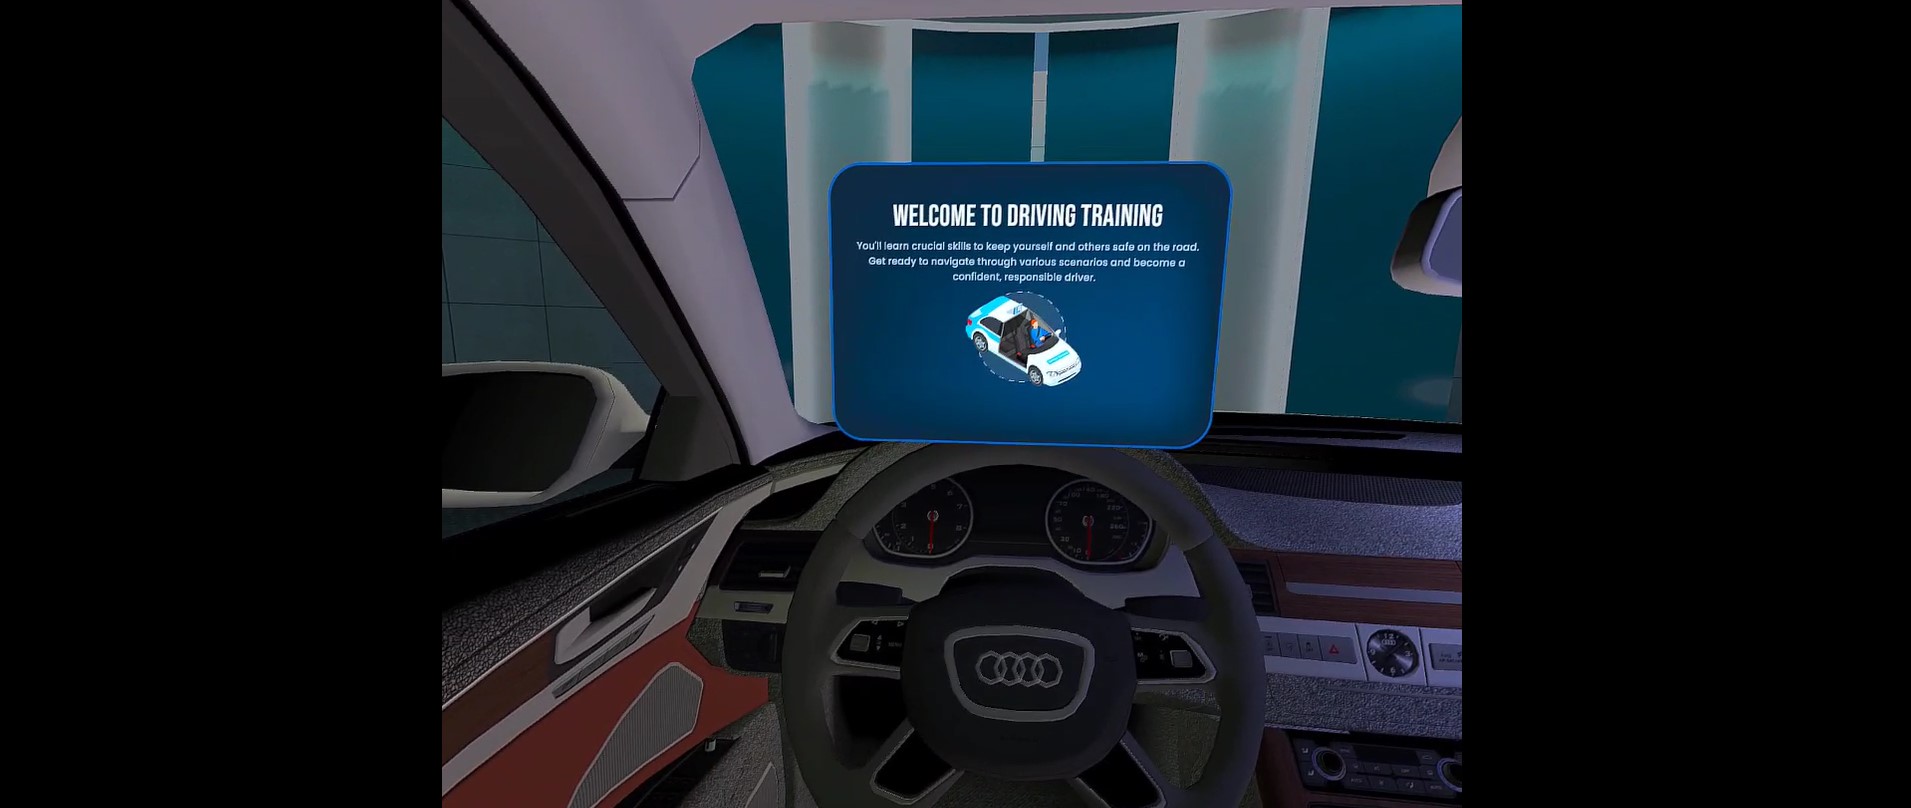 WELCOME TO DRIVING TRAINING
You'll learn crucial skills to keep yourself and others safe on the road.
Get ready to navigate through various scenarios and become a
confident, responsible driver.
12